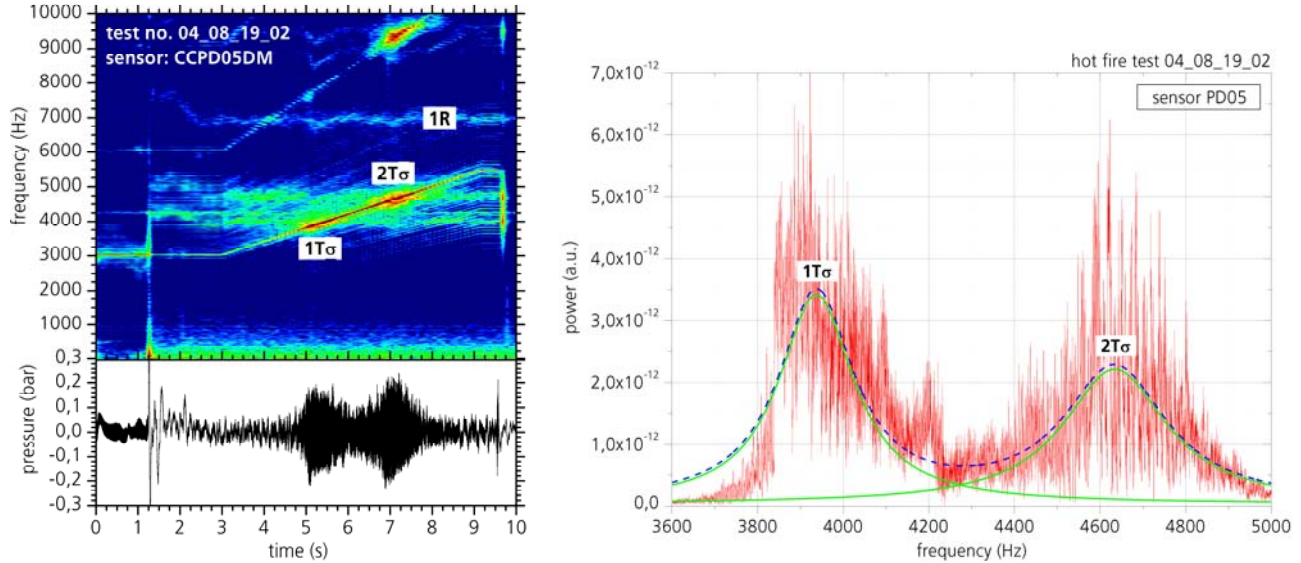 10000
9000
8000
7000
6000
5000
4000
3000
2000
1000
0,3
frequency (Hz)
test no. 04_08_19_02
sensor: CCPD05DM
1R
2Tσ
1Tσ
0,2
0,1
0,0
-0,1
-0,2
-0,3
pressure (bar)
0 1 2 3 4 5 6 7 8 9 10
time (s)
hot fire test 04_08_19_02
sensor PD05
7,0x10⁻¹²
6,0x10⁻¹²
5,0x10⁻¹²
4,0x10⁻¹²
3,0x10⁻¹²
2,0x10⁻¹²
1,0x10⁻¹²
0,0
power (a.u.)
1Tσ
2Tσ
3600 3800 4000 4200 4400 4600 4800 5000
frequency (Hz)